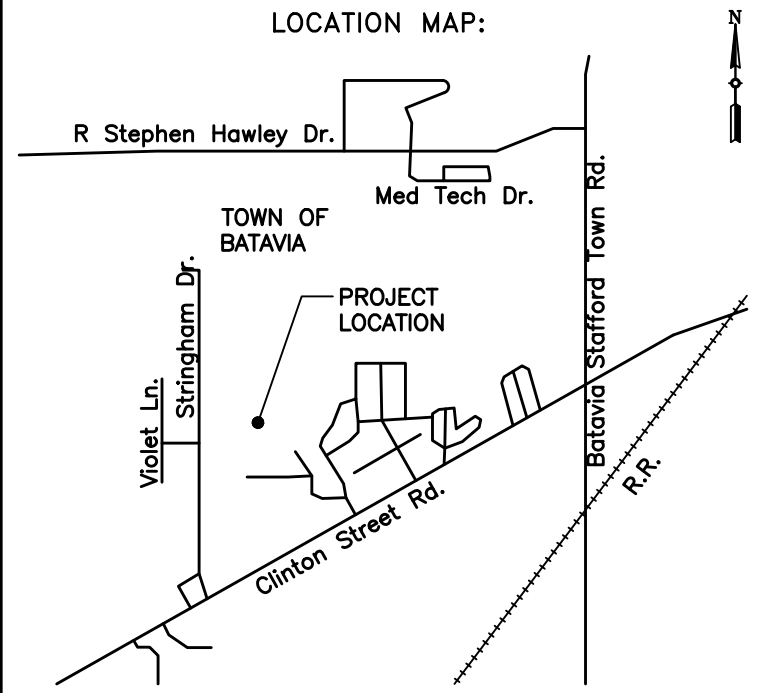 LOCATION MAP:
N
R Stephen Hawley Dr.
Med Tech Dr.
TOWN OF
BATAVIA
Batavia Stafford Town Rd.
Stringham Dr.
PROJECT
LOCATION
Violet Ln.
R.R.
Clinton Street Rd.